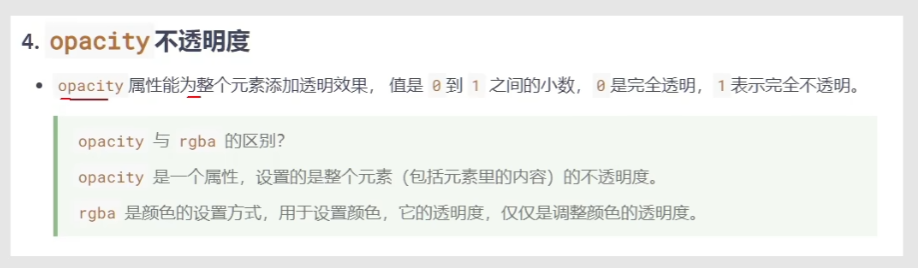 4. opacity 不透明度
opacity 属性能为整个元素添加透明效果， 值是 0 到 1 之间的小数，0 是完全透明，1 表示完全不透明。
opacity 与 rgba 的区别？
opacity 是一个属性，设置的是整个元素（包括元素里的内容）的不透明度。
rgba 是颜色的设置方式，用于设置颜色，它的透明度，仅仅是调整颜色的透明度。